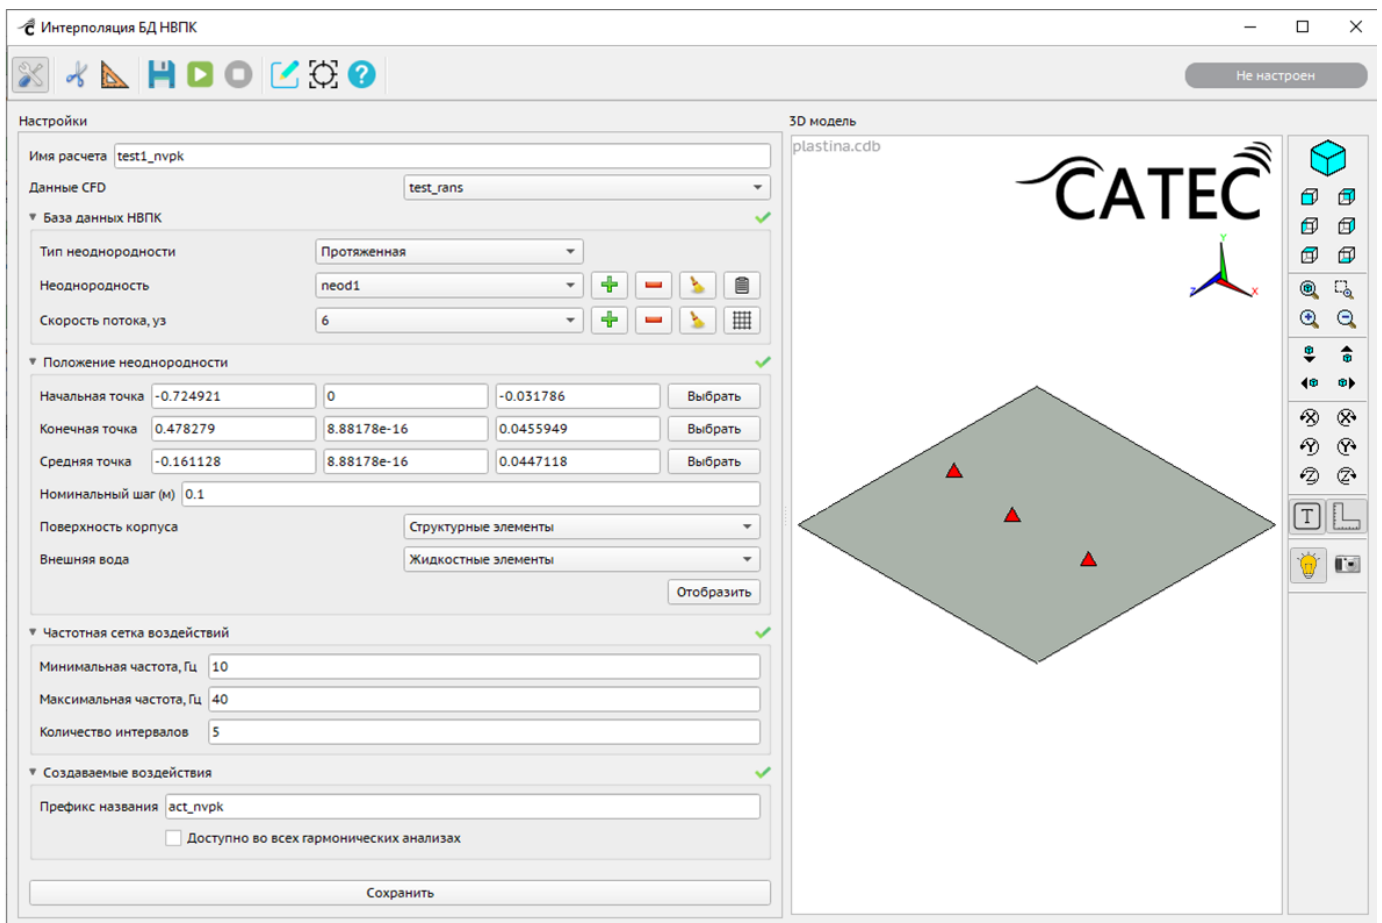 Интерполяция БД НВПК
Не настроен
Настройки
Имя расчета test1_nvpk
Данные CFD test_rans
База данных НВПК
Тип неоднородности Протяженная
Неоднородность neod1
Скорость потока, уз 6
Положение неоднородности
Начальная точка -0.724921 0 -0.031786 Выбрать
Конечная точка 0.478279 8.88178e-16 0.0455949 Выбрать
Средняя точка -0.161128 8.88178e-16 0.0447118 Выбрать
Номинальный шаг (м) 0.1
Поверхность корпуса Структурные элементы
Внешняя вода Жидкостные элементы
Отобразить
Частотная сетка воздействий
Минимальная частота, Гц 10
Максимальная частота, Гц 40
Количество интервалов 5
Создаваемые воздействия
Префикс названия act_nvpk
Доступно во всех гармонических анализах
Сохранить
3D модель
plastina.cdb
CATEC
Y
Z X
X X
Y Y
Z Z
T